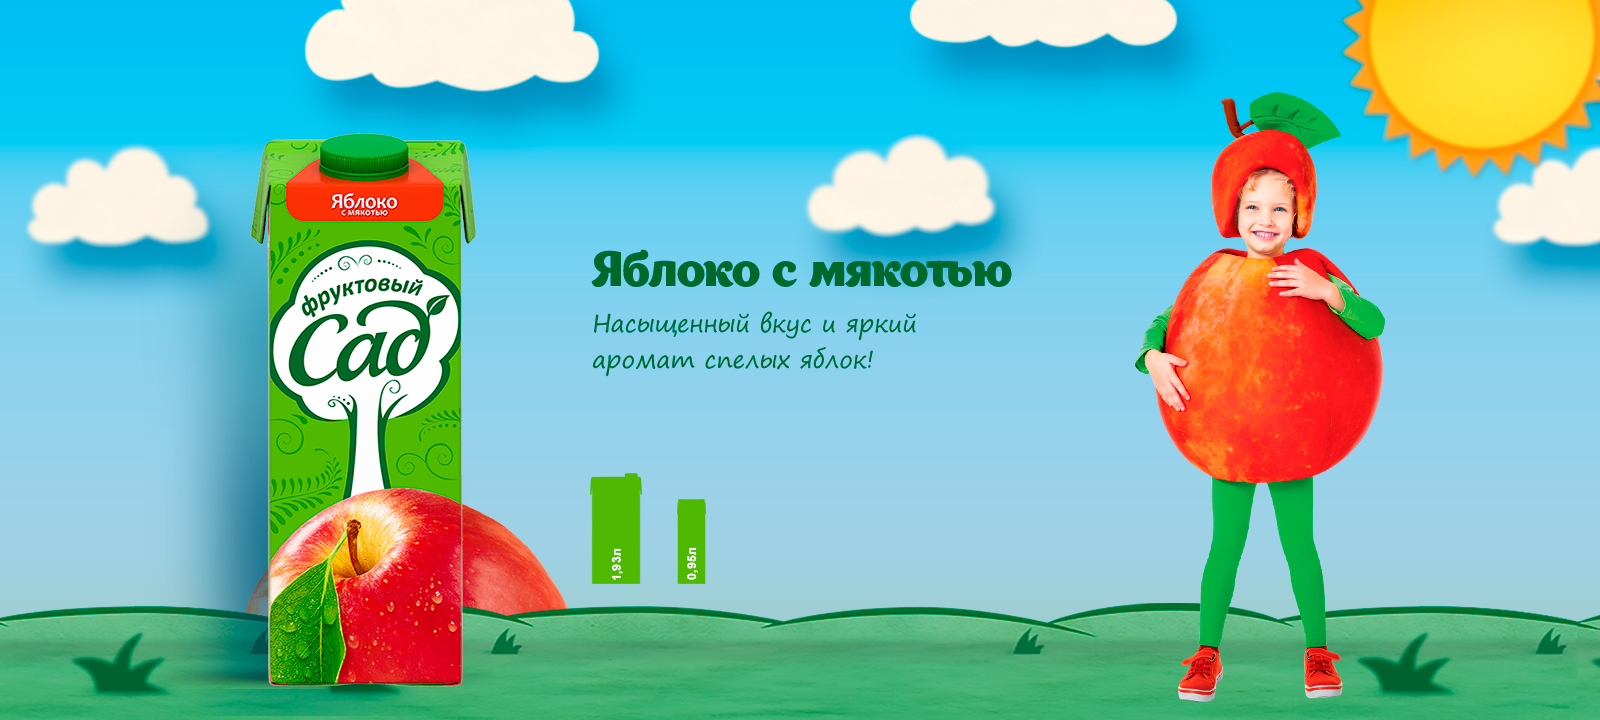 Яблоко
с мякотью
фруктовый
Сад
Яблоко с мякотью
Насыщенный вкус и яркий
аромат спелых яблок!
1,93л
0,95л